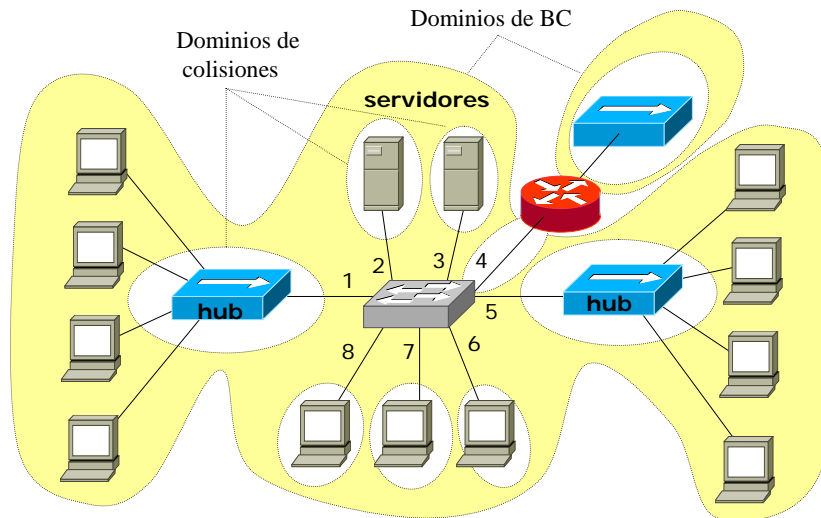 Dominios de BC
Dominios de
colisiones
servidores
1
2
3
4
5
hub
hub
8
7
6